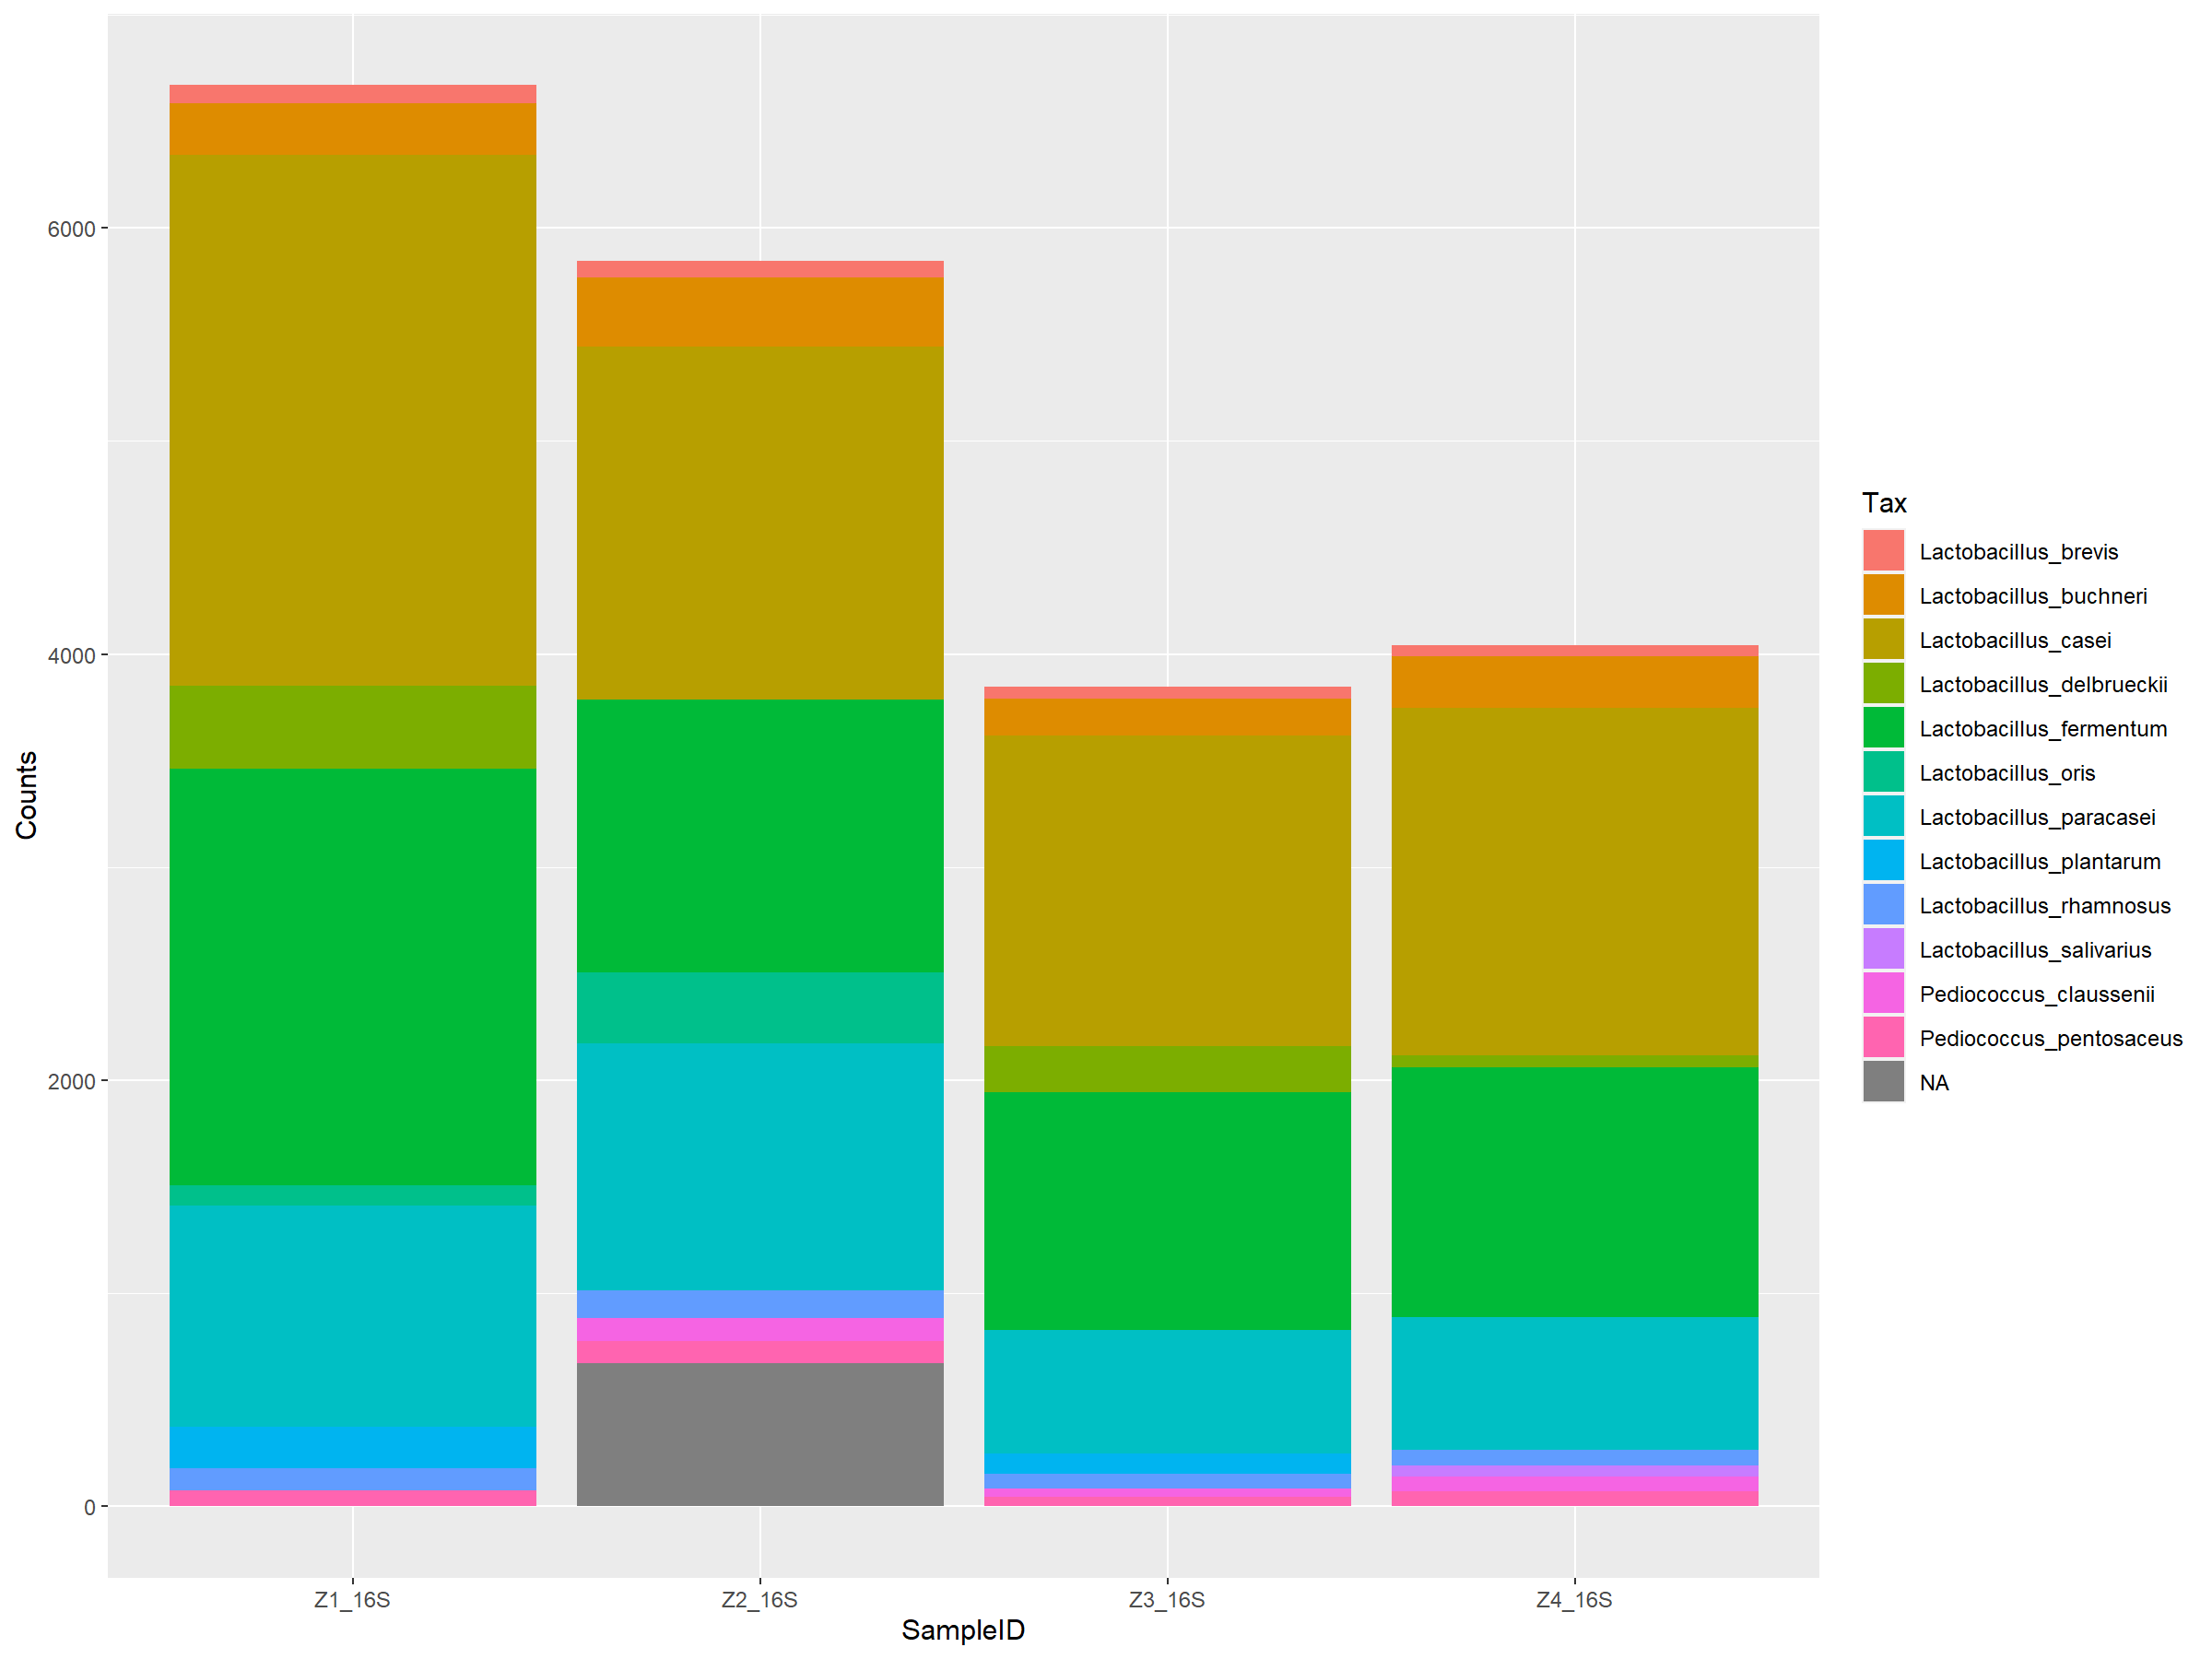 6000
4000
2000
0
Counts
Z1_16S
Z2_16S
Z3_16S
Z4_16S
SampleID
Tax
Lactobacillus_brevis
Lactobacillus_buchneri
Lactobacillus_casei
Lactobacillus_delbrueckii
Lactobacillus_fermentum
Lactobacillus_oris
Lactobacillus_paracasei
Lactobacillus_plantarum
Lactobacillus_rhamnosus
Lactobacillus_salivarius
Pediococcus_claussenii
Pediococcus_pentosaceus
NA